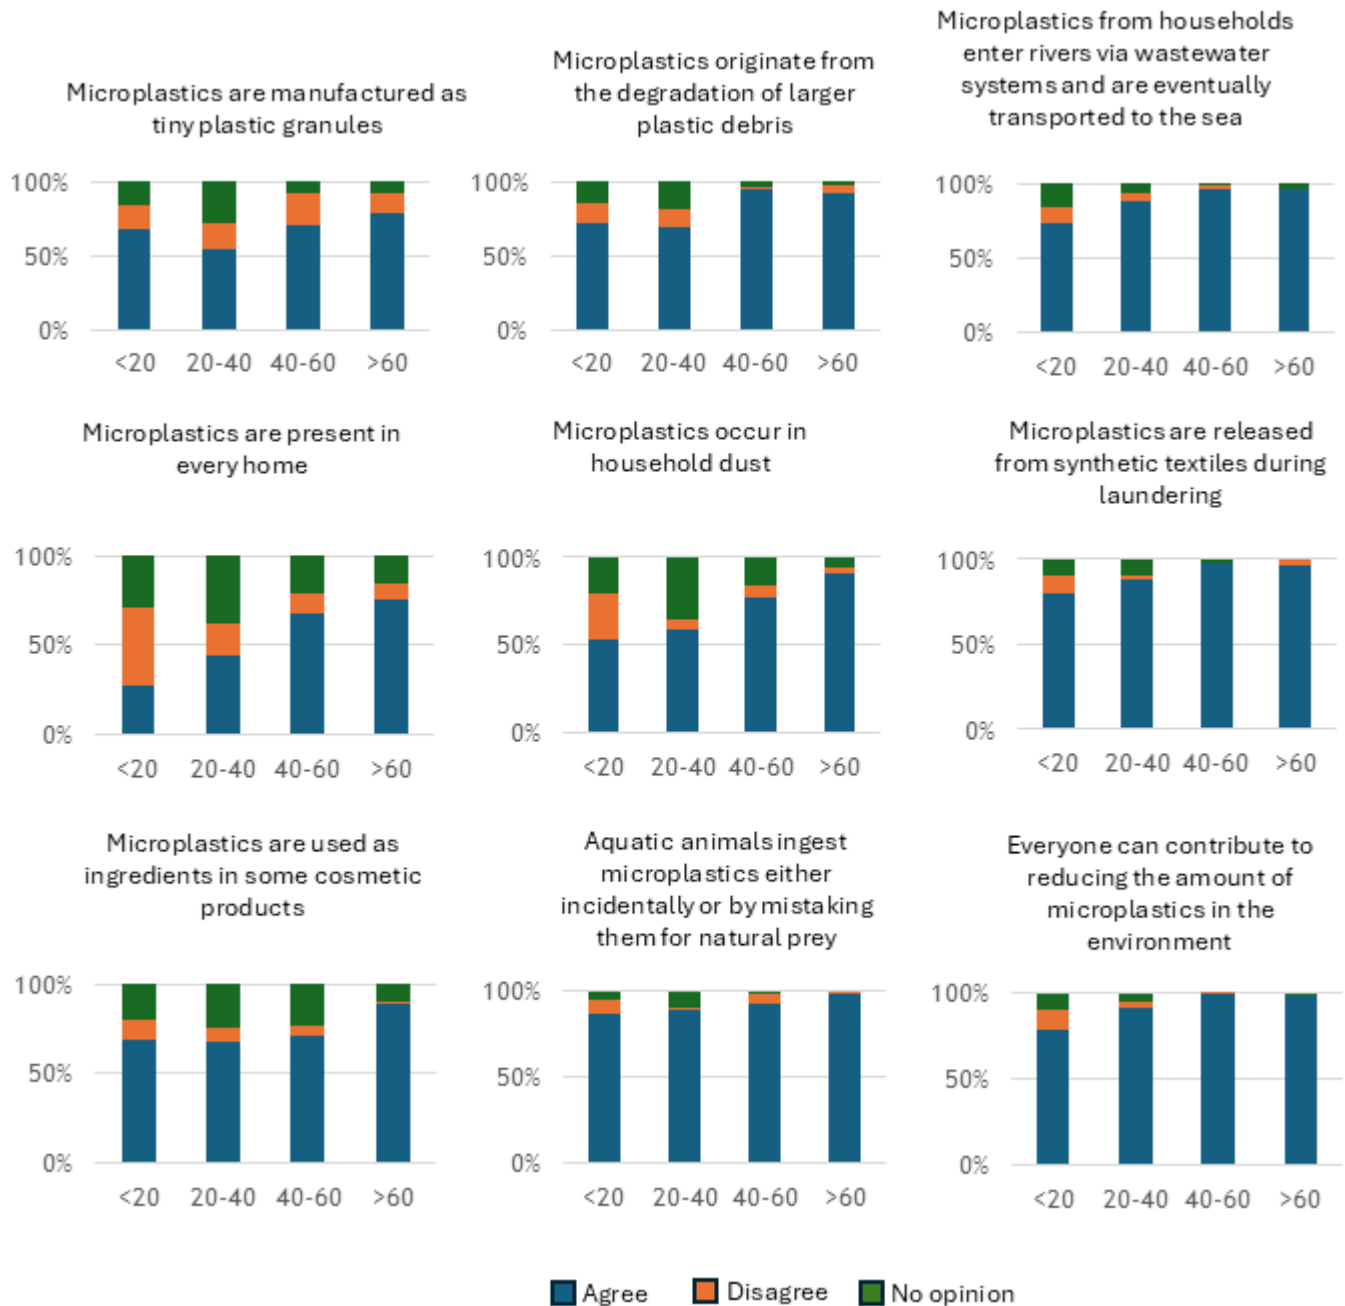 Microplastics are manufactured as
tiny plastic granules
100%
50%
0%
<20 20-40 40-60 >60
Microplastics originate from
the degradation of larger
plastic debris
100%
50%
0%
<20 20-40 40-60 >60
Microplastics from households
enter rivers via wastewater
systems and are eventually
transported to the sea
100%
50%
0%
<20 20-40 40-60 >60
Microplastics are present in
every home
100%
50%
0%
<20 20-40 40-60 >60
Microplastics occur in
household dust
100%
50%
0%
<20 20-40 40-60 >60
Microplastics are released
from synthetic textiles during
laundering
100%
50%
0%
<20 20-40 40-60 >60
Microplastics are used as
ingredients in some cosmetic
products
100%
50%
0%
<20 20-40 40-60 >60
Aquatic animals ingest
microplastics either
incidentally or by mistaking
them for natural prey
100%
50%
0%
<20 20-40 40-60 >60
Everyone can contribute to
reducing the amount of
microplastics in the
environment
100%
50%
0%
<20 20-40 40-60 >60
Agree Disagree No opinion